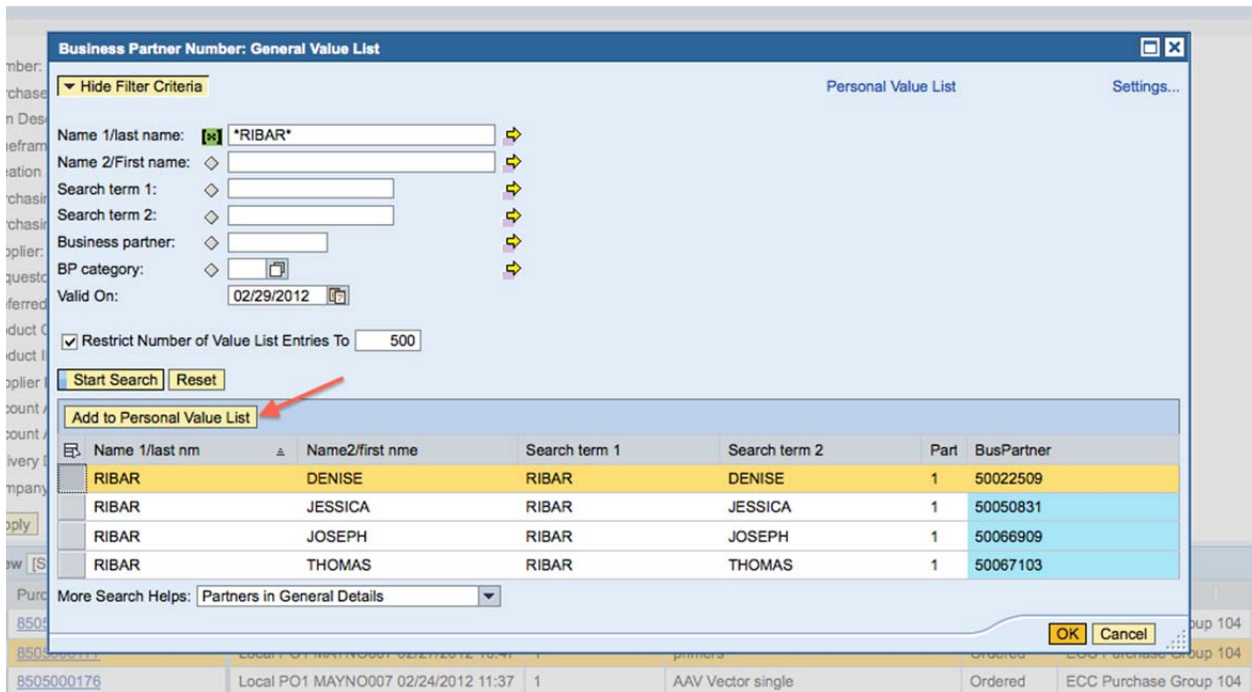 Business Partner Number: General Value List
Hide Filter Criteria Personal Value List Settings...
Name 1/last name: *RIBAR*
Name 2/First name:
Search term 1:
Search term 2:
Business partner:
BP category:
Valid On: 02/29/2012
Restrict Number of Value List Entries To 500
Start Search Reset
Add to Personal Value List
Name 1/last nm Name2/first nme Search term 1 Search term 2 Part BusPartner
RIBAR DENISE RIBAR DENISE 1 50022509
RIBAR JESSICA RIBAR JESSICA 1 50050831
RIBAR JOSEPH RIBAR JOSEPH 1 50066909
RIBAR THOMAS RIBAR THOMAS 1 50067103
More Search Helps: Partners in General Details
OK Cancel
8505000176 Local PO1 MAYNO007 02/24/2012 11:37 1 AAV Vector single Ordered ECC Purchase Group 104